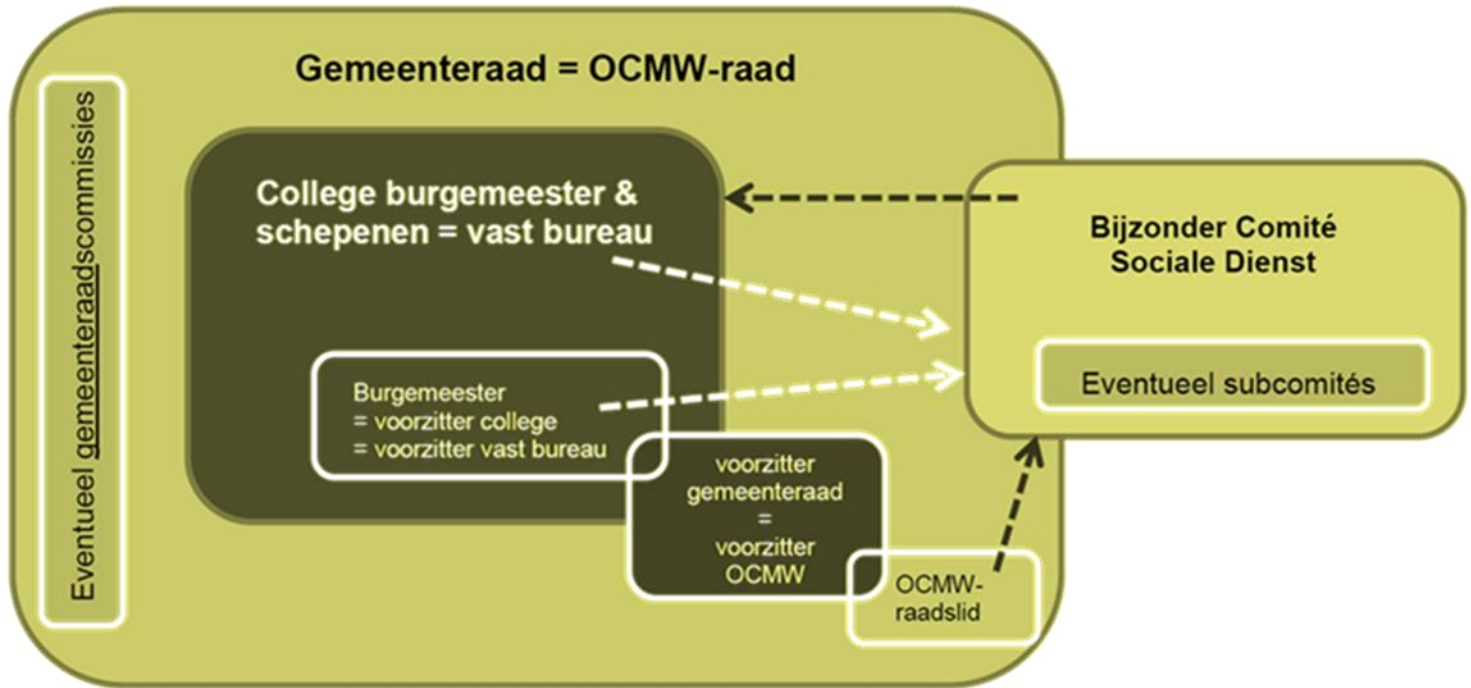 Gemeenteraad = OCMW-raad
Eventueel gemeenteraadscommissies
College burgemeester &
schepenen = vast bureau
Burgemeester
= voorzitter college
= voorzitter vast bureau
voorzitter
gemeenteraad
=
voorzitter
OCMW
OCMW-
raadslid
Bijzonder Comité
Sociale Dienst
Eventueel subcomités